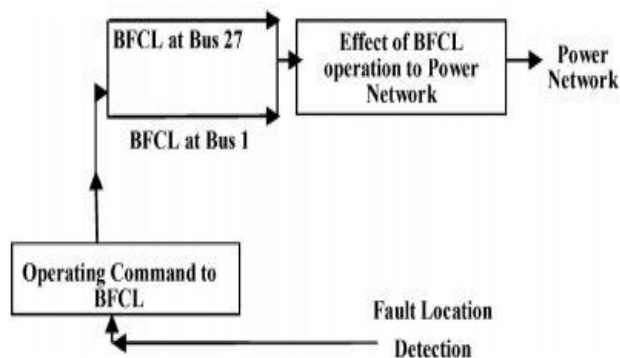 BFCL at Bus 27
BFCL at Bus 1
Effect of BFCL
operation to Power
Network
Power
Network
Operating Command to
BFCL
Fault Location
Detection